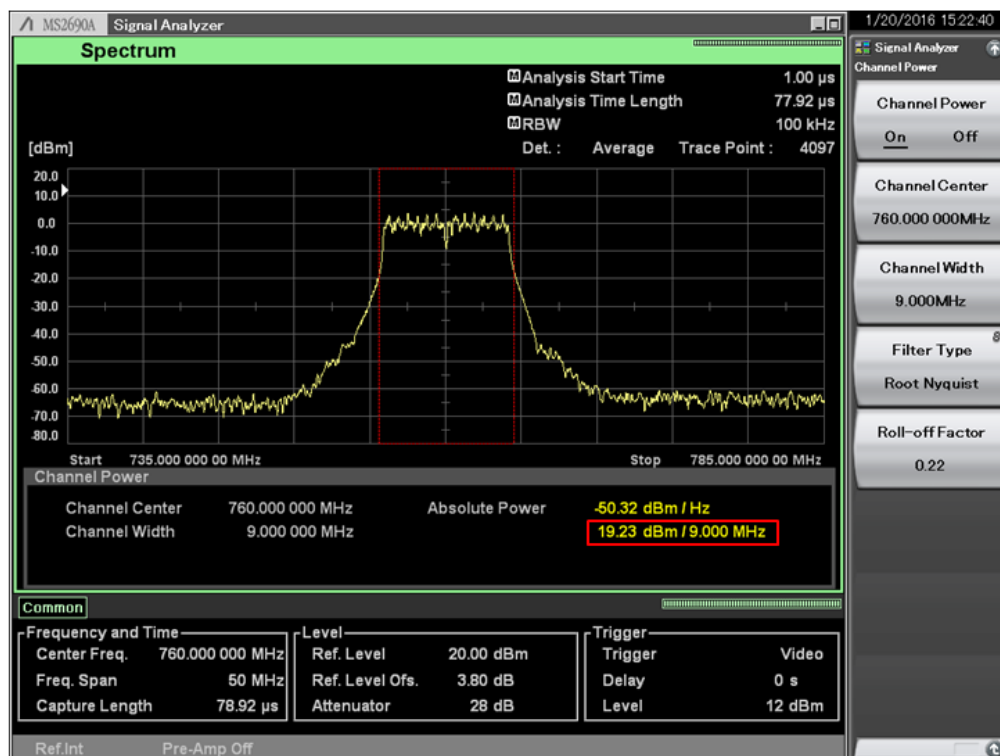 MS2690A Signal Analyzer
1/20/2016 15:22:40
Spectrum
Analysis Start Time 1.00 µs
Analysis Time Length 77.92 µs
RBW 100 kHz
[dBm] Det. : Average Trace Point : 4097
20.0
10.0
0.0
-10.0
-20.0
-30.0
-40.0
-50.0
-60.0
-70.0
-80.0
Start 735.000 000 00 MHz Stop 785.000 000 00 MHz
Channel Power
Channel Center 760.000 000 MHz Absolute Power -50.32 dBm / Hz
Channel Width 9.000 000 MHz 19.23 dBm / 9.000 MHz
Common
Frequency and Time
Center Freq. 760.000 000 MHz
Freq. Span 50 MHz
Capture Length 78.92 µs
Level
Ref. Level 20.00 dBm
Ref. Level Ofs. 3.80 dB
Attenuator 28 dB
Trigger
Trigger Video
Delay 0 s
Level 12 dBm
Ref.Int Pre-Amp Off
Signal Analyzer
Channel Power
Channel Power
On Off
Channel Center
760.000 000MHz
Channel Width
9.000MHz
Filter Type
Root Nyquist
Roll-off Factor
0.22